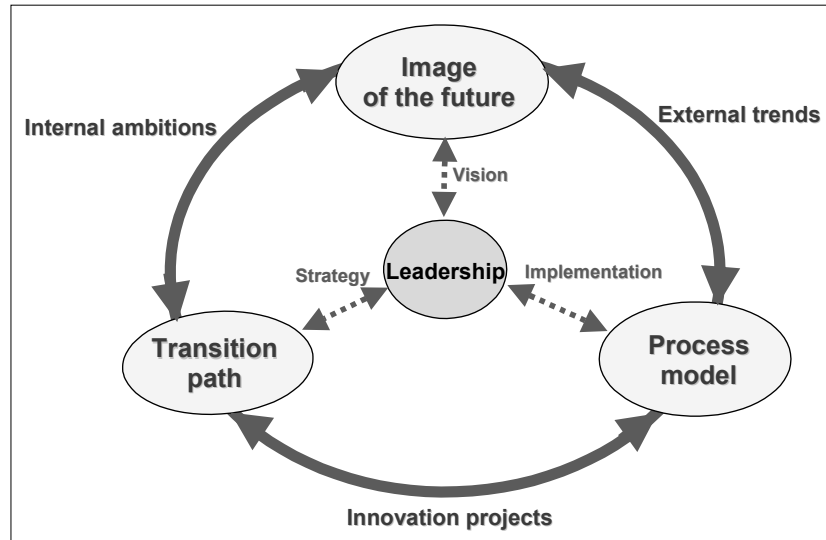 Image
of the future
Internal ambitions
External trends
Vision
Strategy
Leadership
Implementation
Transition
path
Process
model
Innovation projects